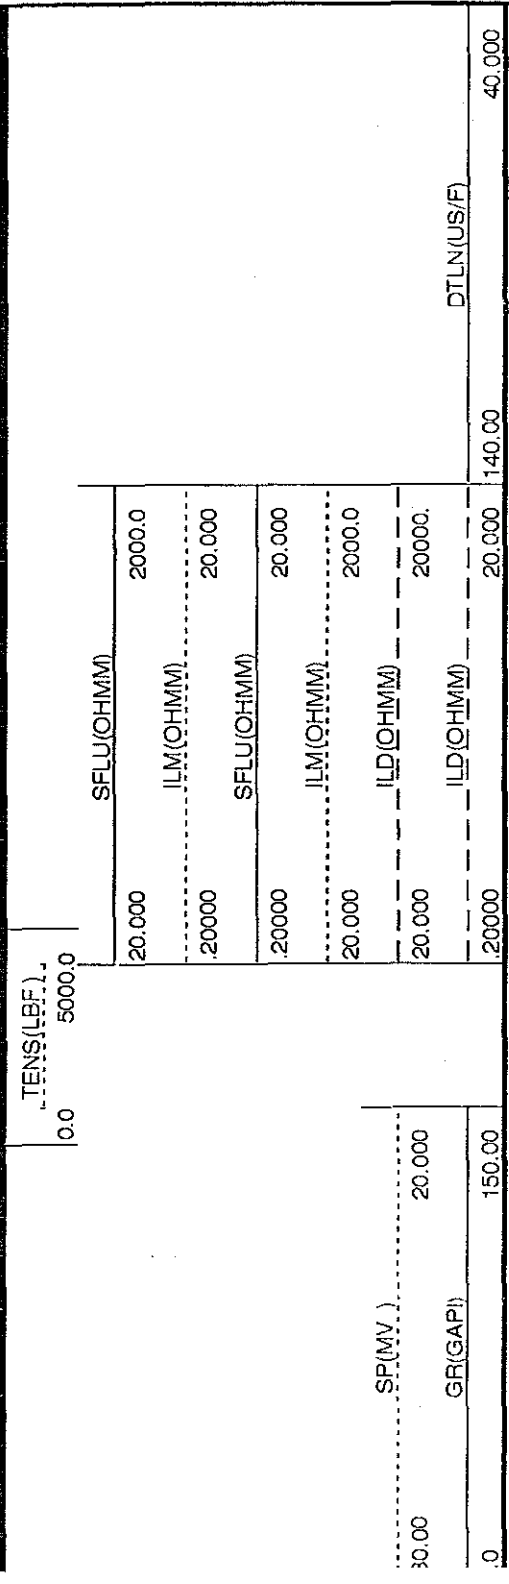 TENS(LBF )
0.0 5000.0
SFLU(OHMM)
20.000 2000.0
ILM(OHMM)
.20000 20.000
SFLU(OHMM)
.20000 20.000
ILM(OHMM)
20.000 2000.0
SP(MV ) ILD(OHMM)
20.000 20.000 20000.
GR(GAPI) ILD(OHMM) DTLN(US/F)
.0 150.00 .20000 20.000 140.00 40.000